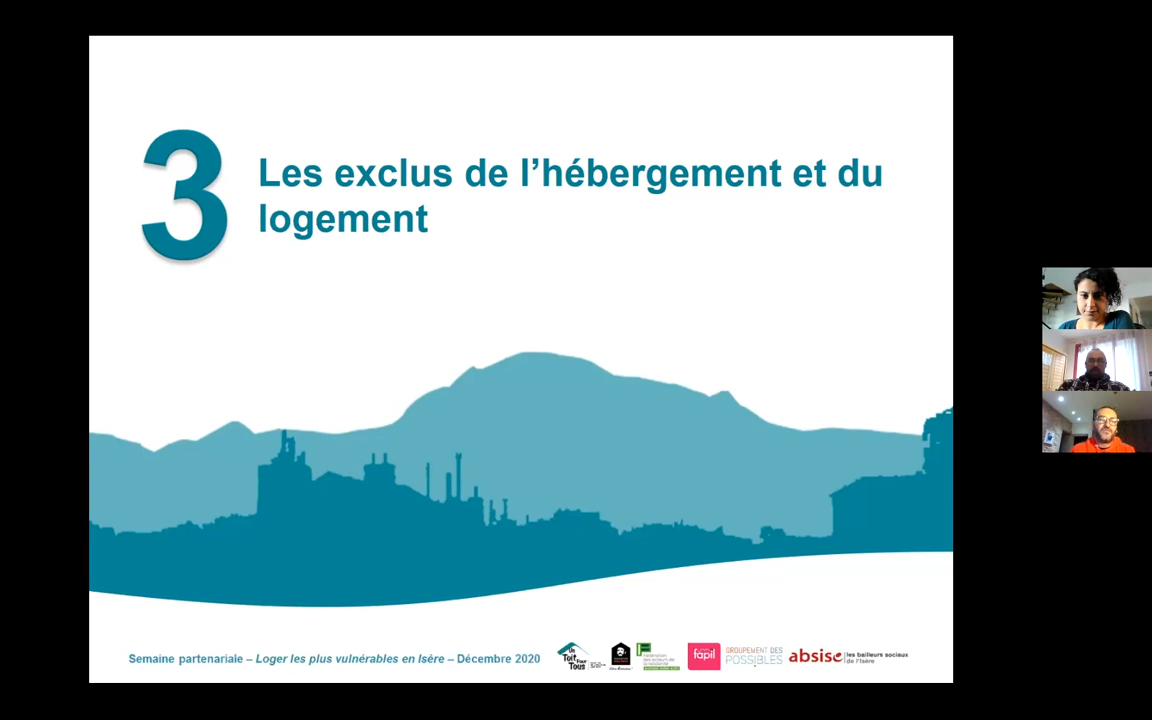 3
Les exclus de l’hébergement et du
logement
Semaine partenariale – Loger les plus vulnérables en Isère – Décembre 2020
Un
Toit Pour
Tous
fapil
GROUPEMENT DES
POSSIBLES
absise les bailleurs sociaux
de l'Isère